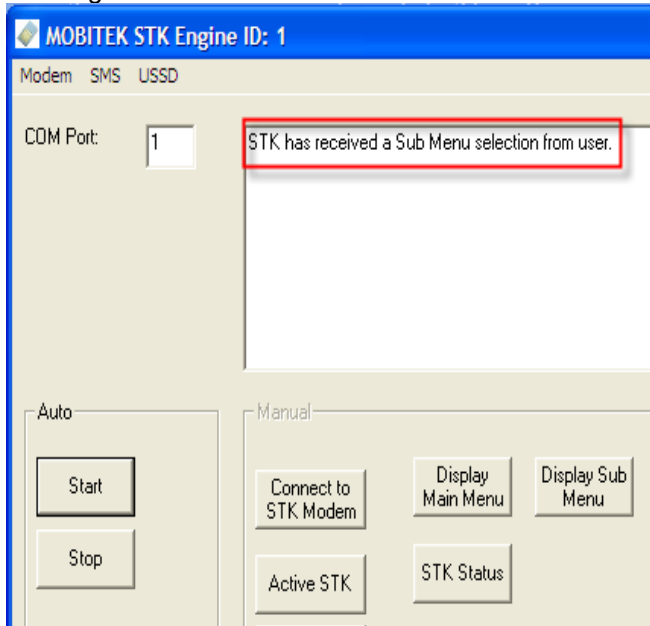 MOBITEK STK Engine ID: 1
Modem SMS USSD
COM Port: 1
STK has received a Sub Menu selection from user.
Auto
Manual
Start
Connect to
STK Modem
Display
Main Menu
Display Sub
Menu
Stop
Active STK
STK Status